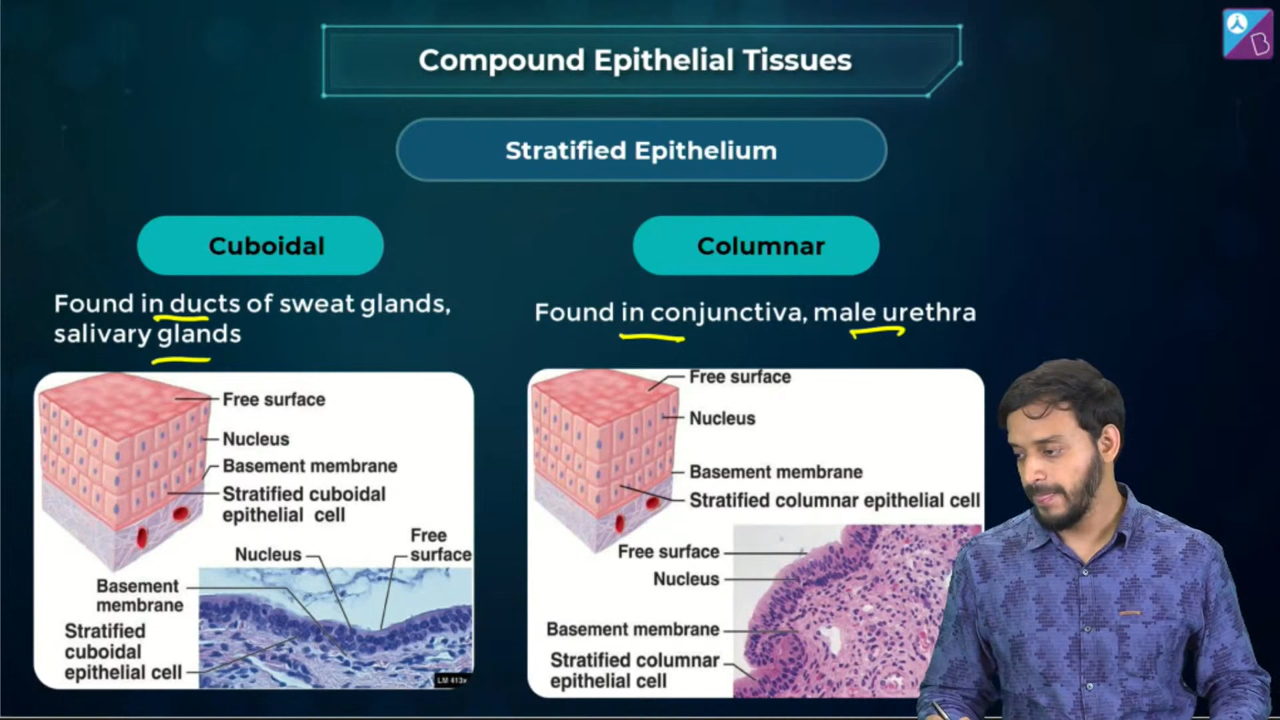 Compound Epithelial Tissues
Stratified Epithelium
Cuboidal
Found in ducts of sweat glands,
salivary glands
Free surface
Nucleus
Basement membrane
Stratified cuboidal
epithelial cell
Free
surface
Nucleus
Basement
membrane
Stratified
cuboidal
epithelial cell
LM 413x
Columnar
Found in conjunctiva, male urethra
Free surface
Nucleus
Basement membrane
Stratified columnar epithelial cell
Free surface
Nucleus
Basement membrane
Stratified columnar
epithelial cell
B